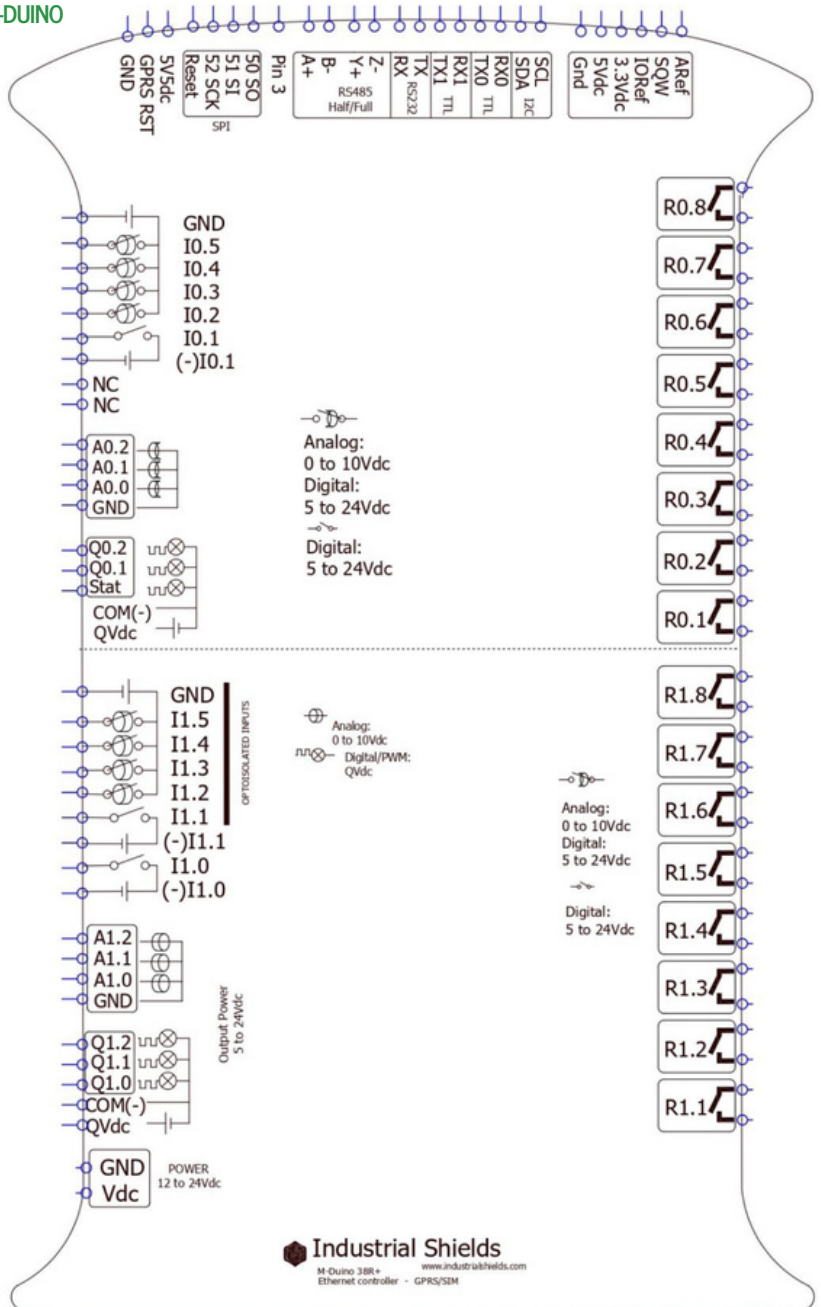 -DUINO
GND
GPRS RST
5V5dc
Reset
52 SCK
51 SI
50 SO
SPI
Pin 3
A+
B-
Y+
Z-
RS485
Half/Full
RX
TX
RS232
TX1
RX1
TTL
TX0
RX0
TTL
SDA
SCL
I2C
Gnd
5Vdc
3.3Vdc
IORef
SQW
ARef
GND
I0.5
I0.4
I0.3
I0.2
I0.1
(-)I0.1
NC
NC
A0.2
A0.1
A0.0
GND
Q0.2
Q0.1
Stat
COM(-)
QVdc
Analog:
0 to 10Vdc
Digital:
5 to 24Vdc
Digital:
5 to 24Vdc
R0.8
R0.7
R0.6
R0.5
R0.4
R0.3
R0.2
R0.1
GND
I1.5
I1.4
I1.3
I1.2
I1.1
(-)I1.1
I1.0
(-)I1.0
OPTOISOLATED INPUTS
A1.2
A1.1
A1.0
GND
Q1.2
Q1.1
Q1.0
COM(-)
QVdc
Output Power
5 to 24Vdc
GND
Vdc
POWER
12 to 24Vdc
Analog:
0 to 10Vdc
Digital/PWM:
QVdc
Analog:
0 to 10Vdc
Digital:
5 to 24Vdc
Digital:
5 to 24Vdc
R1.8
R1.7
R1.6
R1.5
R1.4
R1.3
R1.2
R1.1
Industrial Shields
M-Duino 38R+ www.industrialshields.com
Ethernet controller - GPRS/SIM